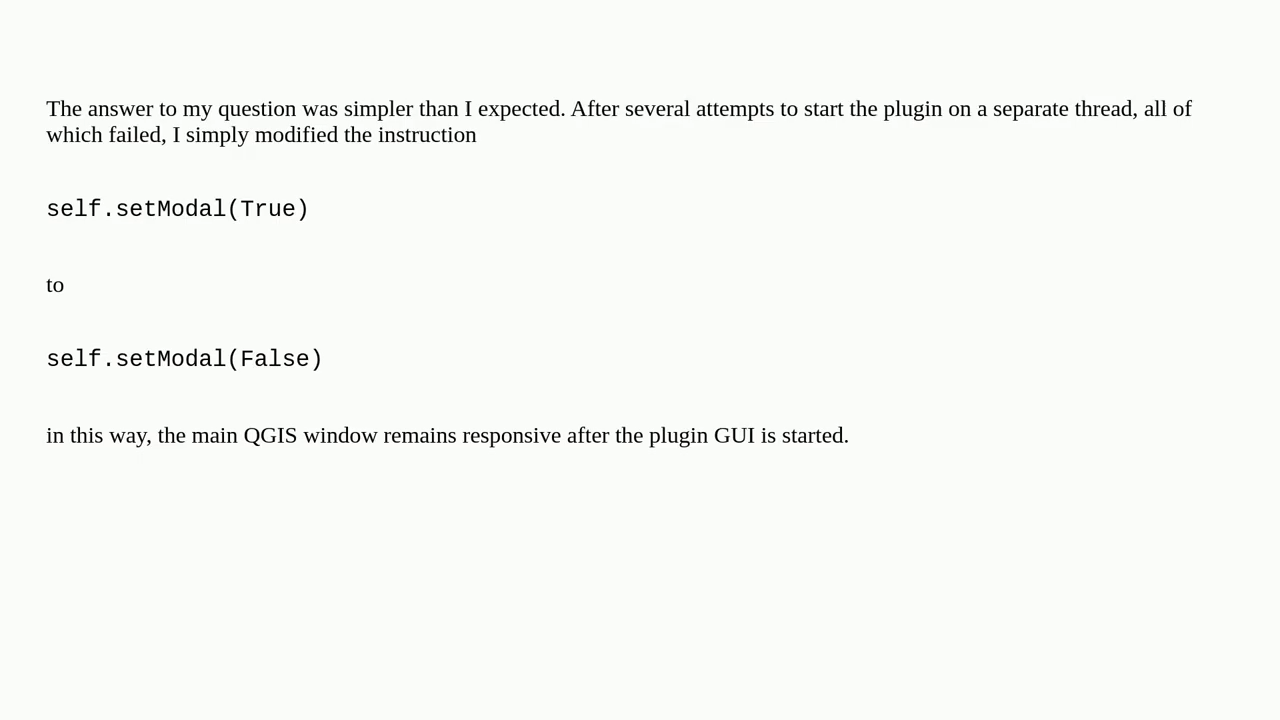 The answer to my question was simpler than I expected. After several attempts to start the plugin on a separate thread, all of
which failed, I simply modified the instruction
self.setModal(True)
to
self.setModal(False)
in this way, the main QGIS window remains responsive after the plugin GUI is started.